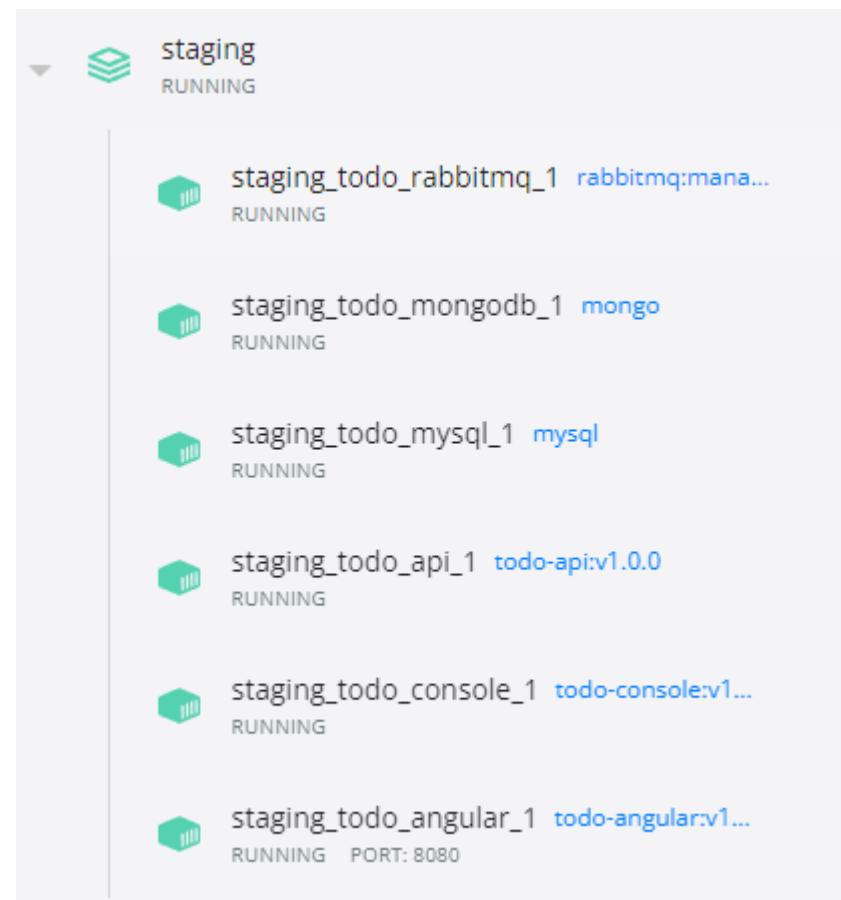 staging
RUNNING
staging_todo_rabbitmq_1 rabbitmq:mana...
RUNNING
staging_todo_mongodb_1 mongo
RUNNING
staging_todo_mysql_1 mysql
RUNNING
staging_todo_api_1 todo-api:v1.0.0
RUNNING
staging_todo_console_1 todo-console:v1...
RUNNING
staging_todo_angular_1 todo-angular:v1...
RUNNING PORT: 8080